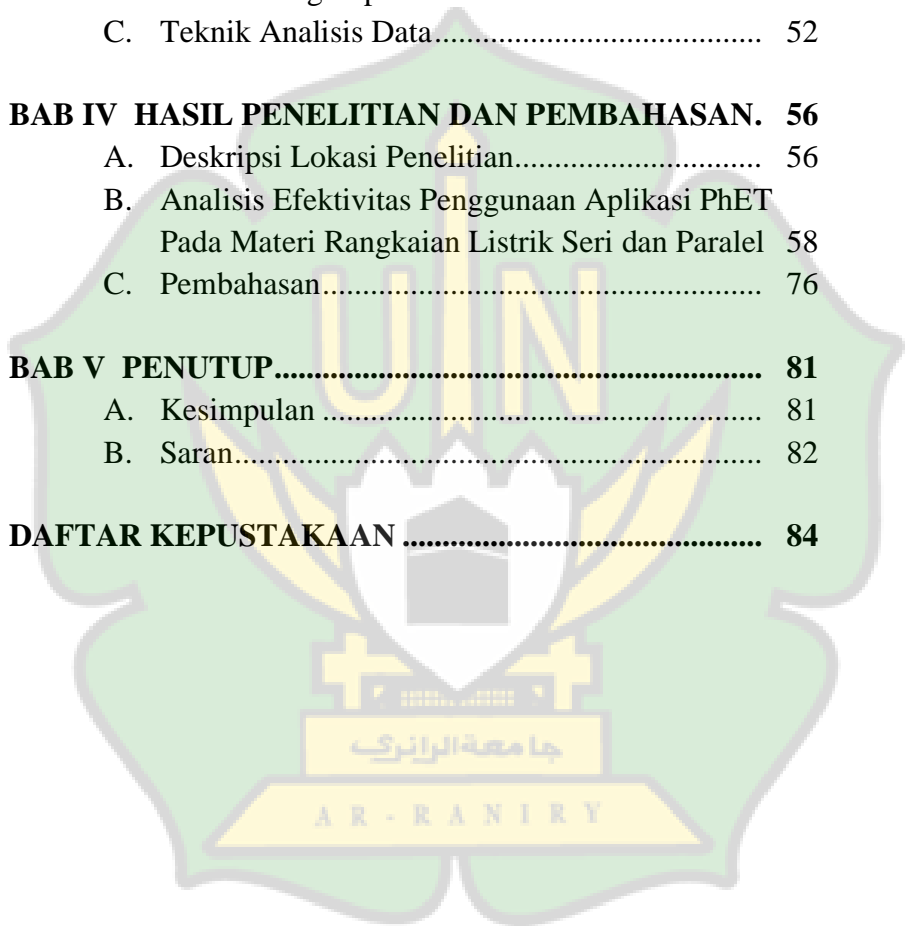 C. Teknik Analisis Data.......................................... 52
BAB IV HASIL PENELITIAN DAN PEMBAHASAN. 56
A. Deskripsi Lokasi Penelitian................................ 56
B. Analisis Efektivitas Penggunaan Aplikasi PhET
Pada Materi Rangkaian Listrik Seri dan Paralel 58
C. Pembahasan........................................................ 76
BAB V PENUTUP............................................................. 81
A. Kesimpulan ........................................................ 81
B. Saran................................................................... 82
DAFTAR KEPUSTAKAAN ............................................. 84
UIN
جامعة الرانري
AR-RANIRY